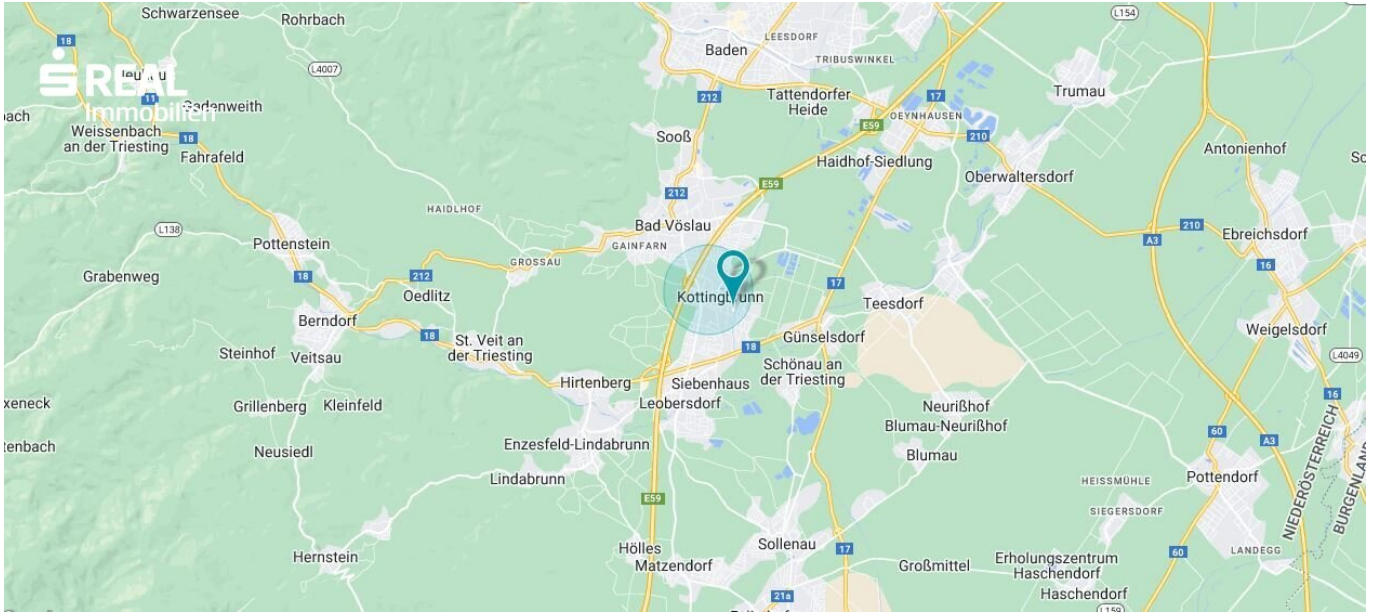 Schwarzensee
Rohrbach
L154
18
Baden
LEESDORF
TRIBUSWINKEL
L4007
S REAL
Immobilien
11
212
Tattendorfer
Heide
17
Trumau
bach
Weissenbach
an der Triesting
18
Fahrafeld
Sooß
E59
OEYNHAUSEN
210
Antonienhof
Haidhof-Siedlung
Oberwaltersdorf
212
E59
HAIDLHOF
L138
Bad Vöslau
210
Ebreichsdorf
Pottenstein
GAINFARN
A3
GROSSAU
16
Grabenweg
18
212
Oedlitz
Kottingbrunn
17
Teesdorf
Berndorf
18
St. Veit an
der Triesting
18
Günselsdorf
Weigelsdorf
Steinhof
Veitsau
Schönau an
der Triesting
L4049
Hirtenberg
Siebenhaus
Leobersdorf
16
xeneck
Grillenberg
Kleinfeld
Neurißhof
Blumau-Neurißhof
60
A3
tenbach
Neusiedl
Enzesfeld-Lindabrunn
Blumau
Lindabrunn
HEISSMÜHLE
Pottendorf
NIEDERÖSTERREICH
BURGENLAND
E59
SIEGERSDORF
Hernstein
Hölles
Matzendorf
Sollenau
17
Großmittel
Erholungszentrum
Haschendorf
60
LANDEGG
Haschendorf
21a
L159